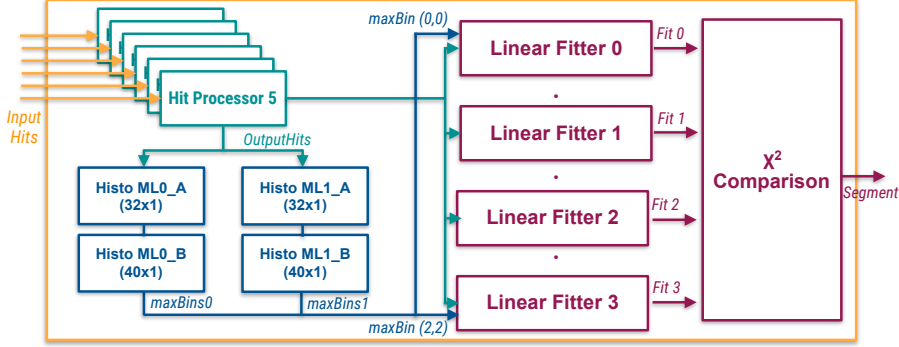 maxBin (0,0)
Input
Hits
Hit Processor 5
OutputHits
Histo ML0_A
(32x1)
Histo ML1_A
(32x1)
Histo ML0_B
(40x1)
Histo ML1_B
(40x1)
maxBins0
maxBins1
maxBin (2,2)
Linear Fitter 0
Fit 0
.
Linear Fitter 1
Fit 1
.
Linear Fitter 2
Fit 2
.
Linear Fitter 3
Fit 3
X²
Comparison
Segment